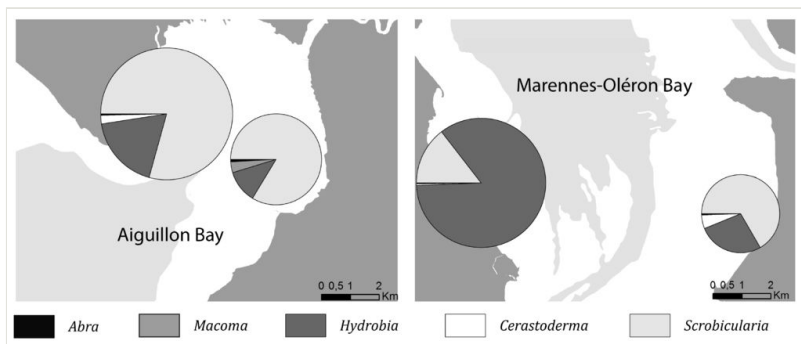 Marennes-Oléron Bay
Aiguillon Bay
0 0,5 1 2
Km
0 0,5 1 2
Km
Abra Macoma Hydrobia Cerastoderma Scrobicularia